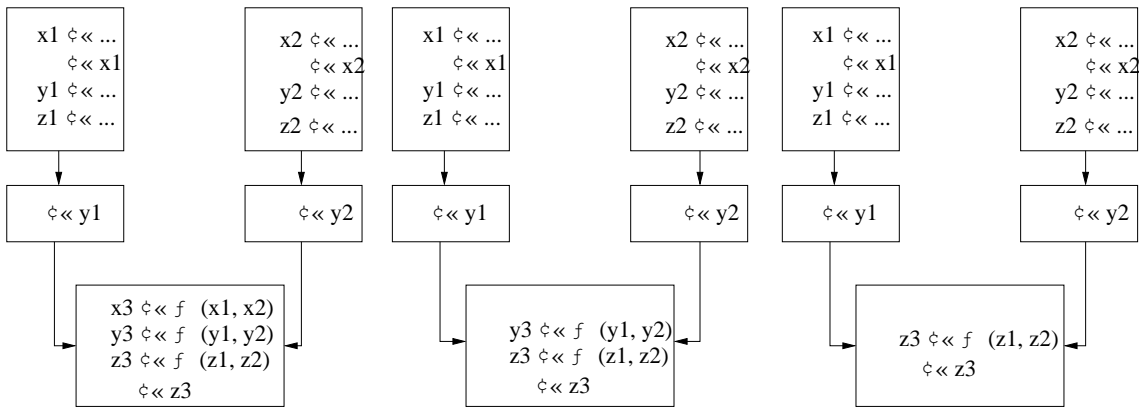 x1 ¢« ...
¢« x1
y1 ¢« ...
z1 ¢« ...
x2 ¢« ...
¢« x2
y2 ¢« ...
z2 ¢« ...
¢« y1
¢« y2
x3 ¢« ƒ (x1, x2)
y3 ¢« ƒ (y1, y2)
z3 ¢« ƒ (z1, z2)
¢« z3
x1 ¢« ...
¢« x1
y1 ¢« ...
z1 ¢« ...
x2 ¢« ...
¢« x2
y2 ¢« ...
z2 ¢« ...
¢« y1
¢« y2
y3 ¢« ƒ (y1, y2)
z3 ¢« ƒ (z1, z2)
¢« z3
x1 ¢« ...
¢« x1
y1 ¢« ...
z1 ¢« ...
x2 ¢« ...
¢« x2
y2 ¢« ...
z2 ¢« ...
¢« y1
¢« y2
z3 ¢« ƒ (z1, z2)
¢« z3